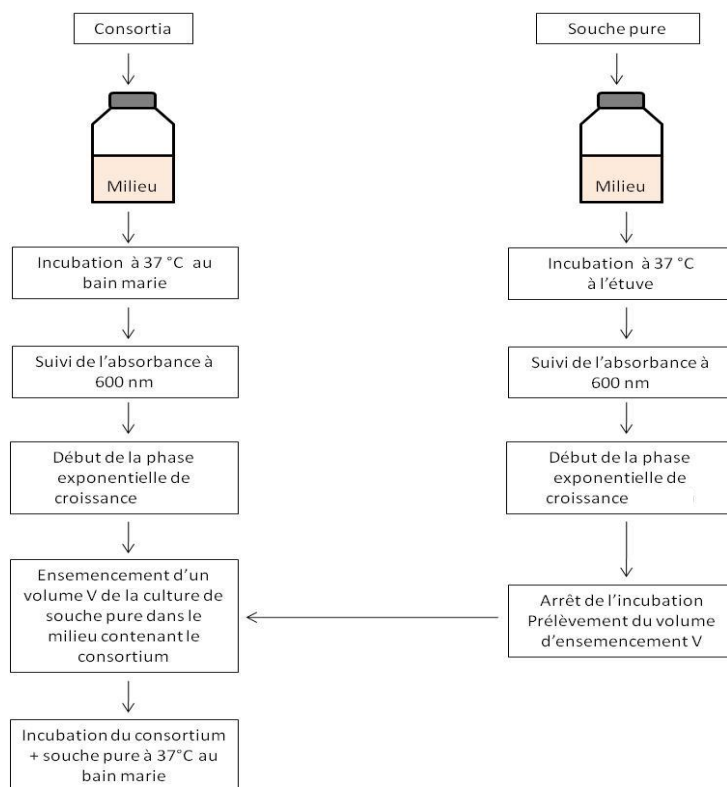 Consortia
Milieu
Incubation à 37 °C au
bain marie
Suivi de l'absorbance à
600 nm
Début de la phase
exponentielle de
croissance
Ensemencement d'un
volume V de la culture de
souche pure dans le
milieu contenant le
consortium
Incubation du consortium
+ souche pure à 37°C au
bain marie
Souche pure
Milieu
Incubation à 37 °C
à l'étuve
Suivi de l'absorbance à
600 nm
Début de la phase
exponentielle de
croissance
Arrêt de l'incubation
Prélèvement du volume
d'ensemencement V